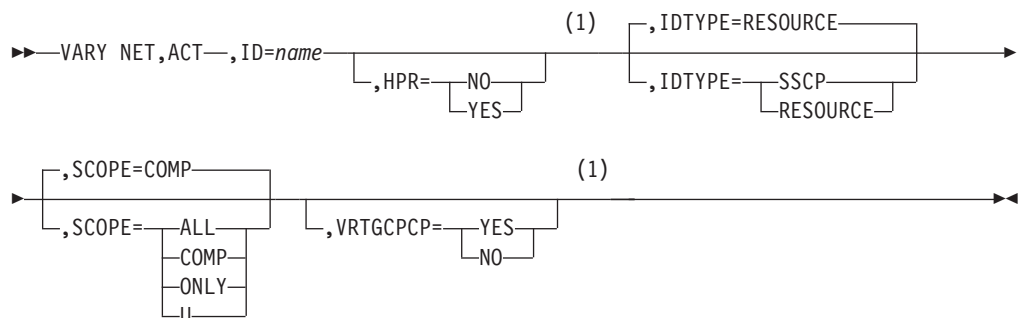 (1) ,IDTYPE=RESOURCE
VARY NET,ACT ,ID=name
,HPR= NO ,IDTYPE= SSCP
YES RESOURCE
,SCOPE=COMP (1)
,SCOPE= ALL ,VRTGCPCP= YES
COMP NO
ONLY
U